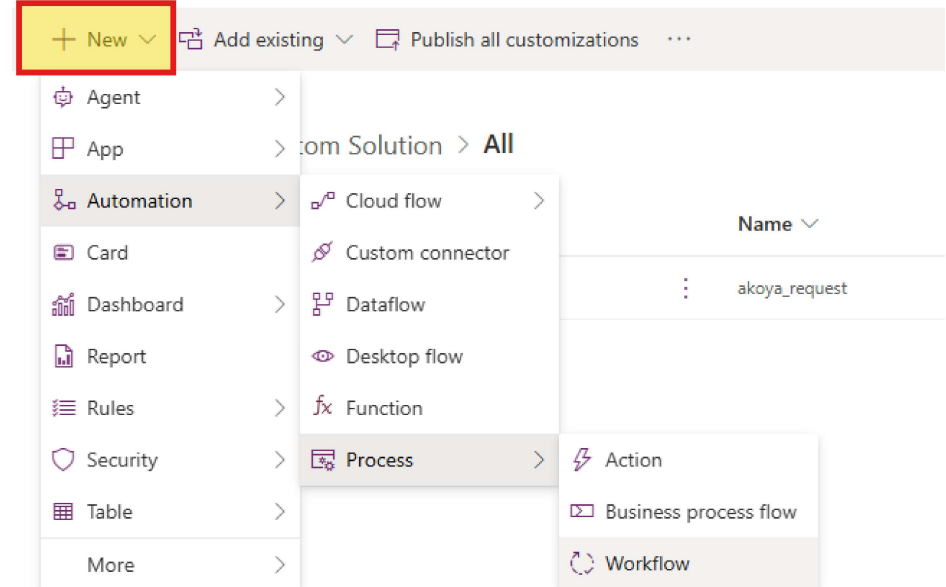 New Add existing Publish all customizations ...
Agent
App
tom Solution > All
Automation
Cloud flow
Name
Card
Custom connector
akoya_request
Dashboard
Dataflow
Report
Desktop flow
Rules
fx Function
Security
Process
Action
Table
Business process flow
More
Workflow